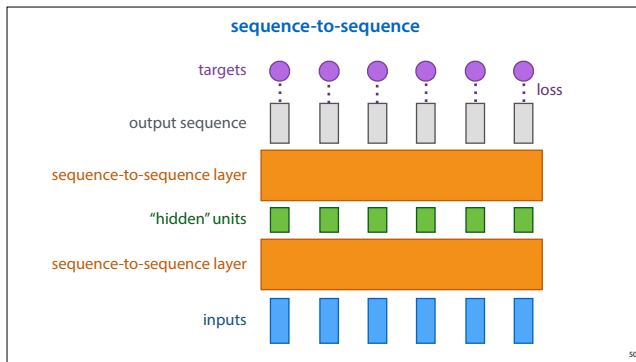 sequence-to-sequence
targets
loss
output sequence
sequence-to-sequence layer
“hidden” units
sequence-to-sequence layer
inputs